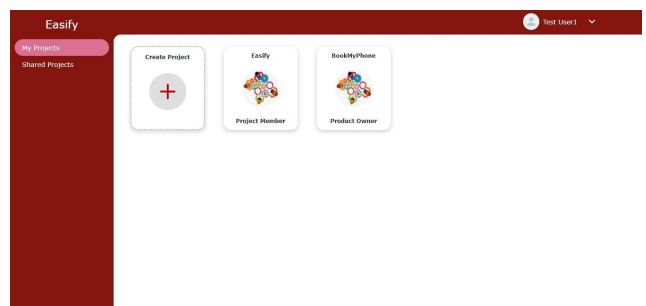 Easify
Test User1
My Projects
Shared Projects
Create Project
Easify
BookMyPhone
Project Member
Product Owner